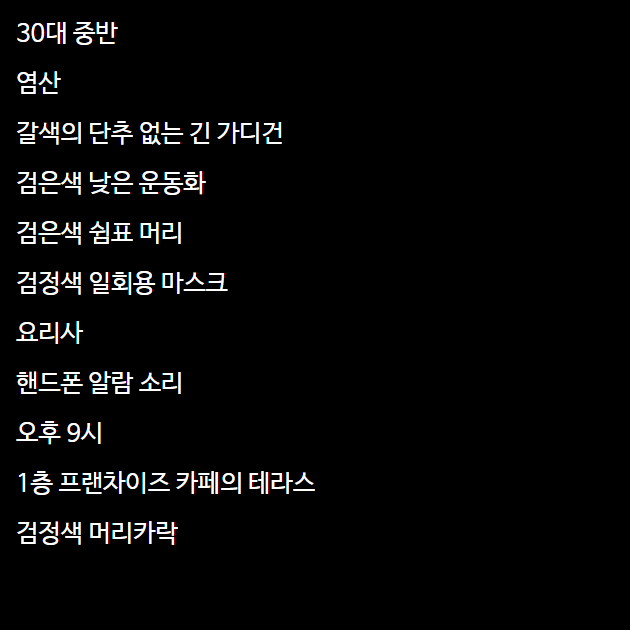 30대 중반
염산
갈색의 단추 없는 긴 가디건
검은색 낮은 운동화
검은색 쉼표 머리
검정색 일회용 마스크
요리사
핸드폰 알람 소리
오후 9시
1층 프랜차이즈 카페의 테라스
검정색 머리카락